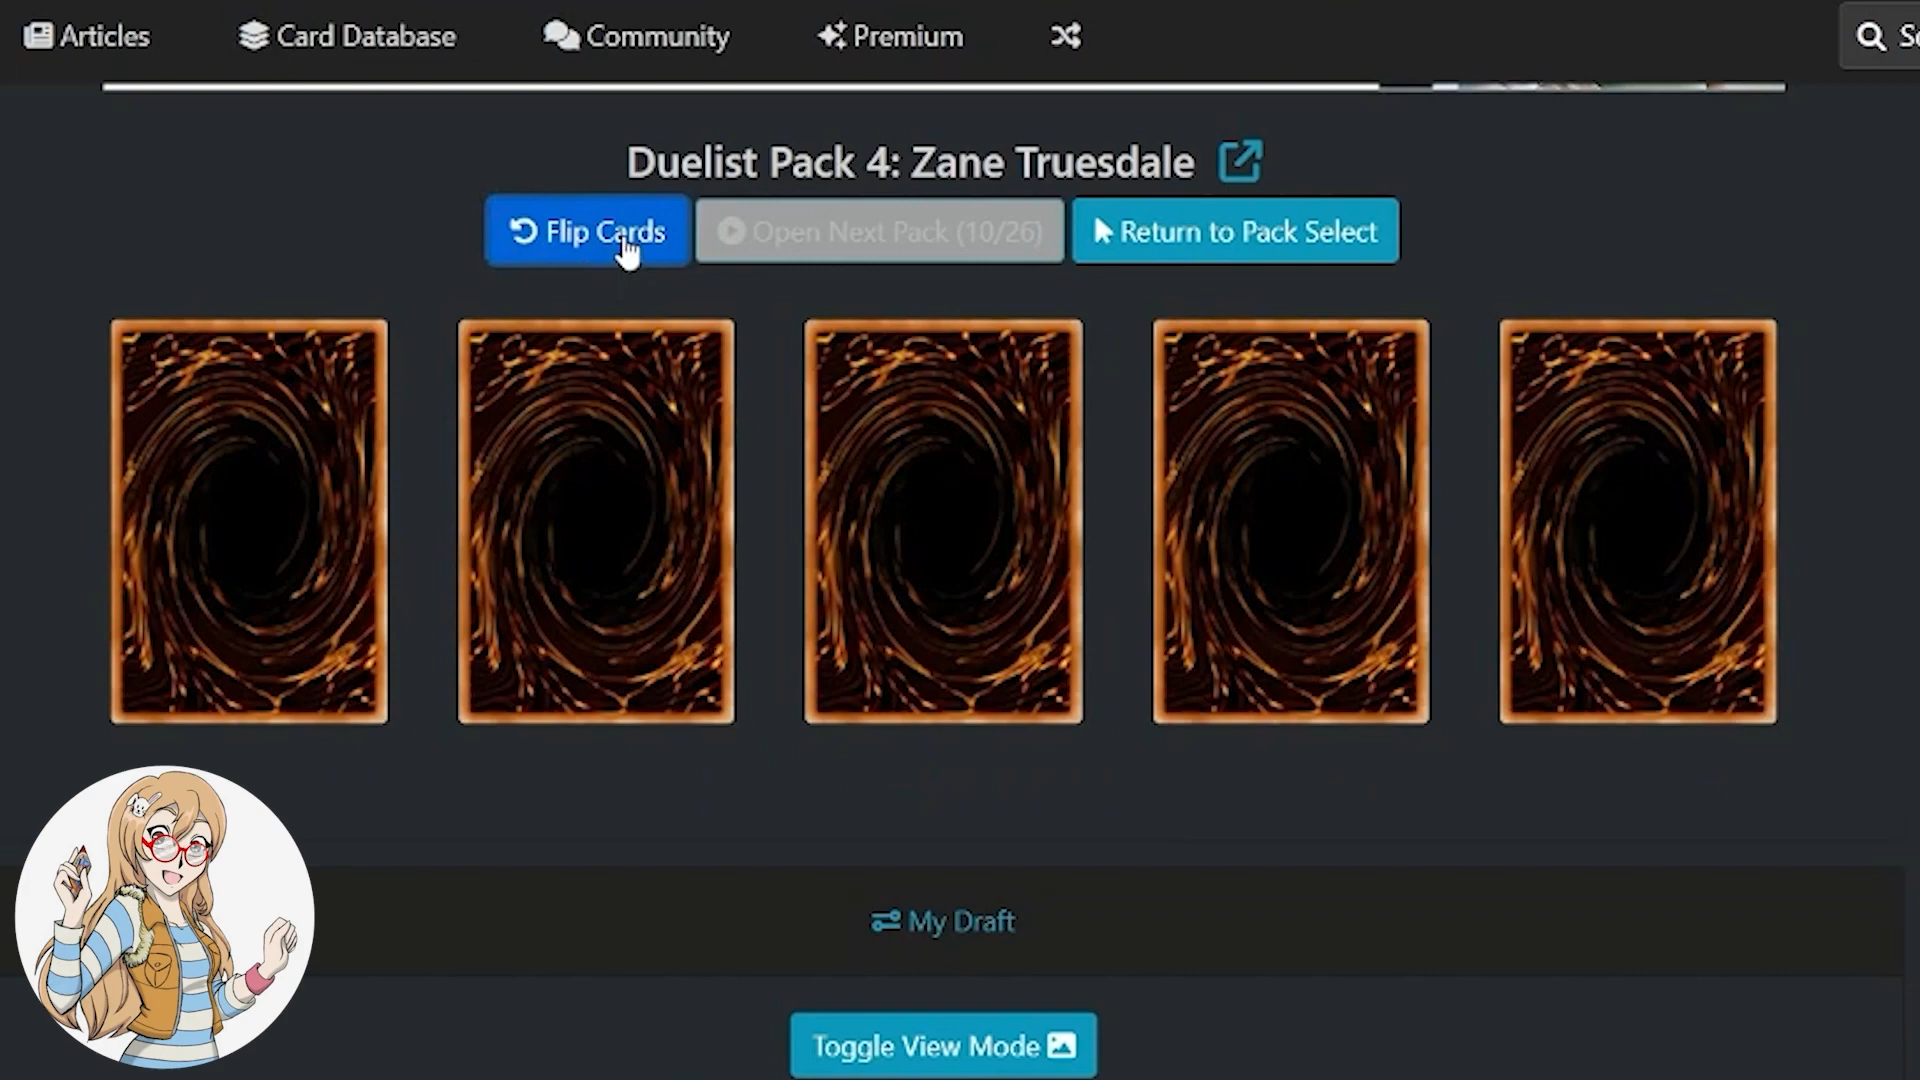 Articles
Card Database
Community
Premium
Duelist Pack 4: Zane Truesdale
Flip Cards
Open Next Pack (10/26)
Return to Pack Select
My Draft
Toggle View Mode